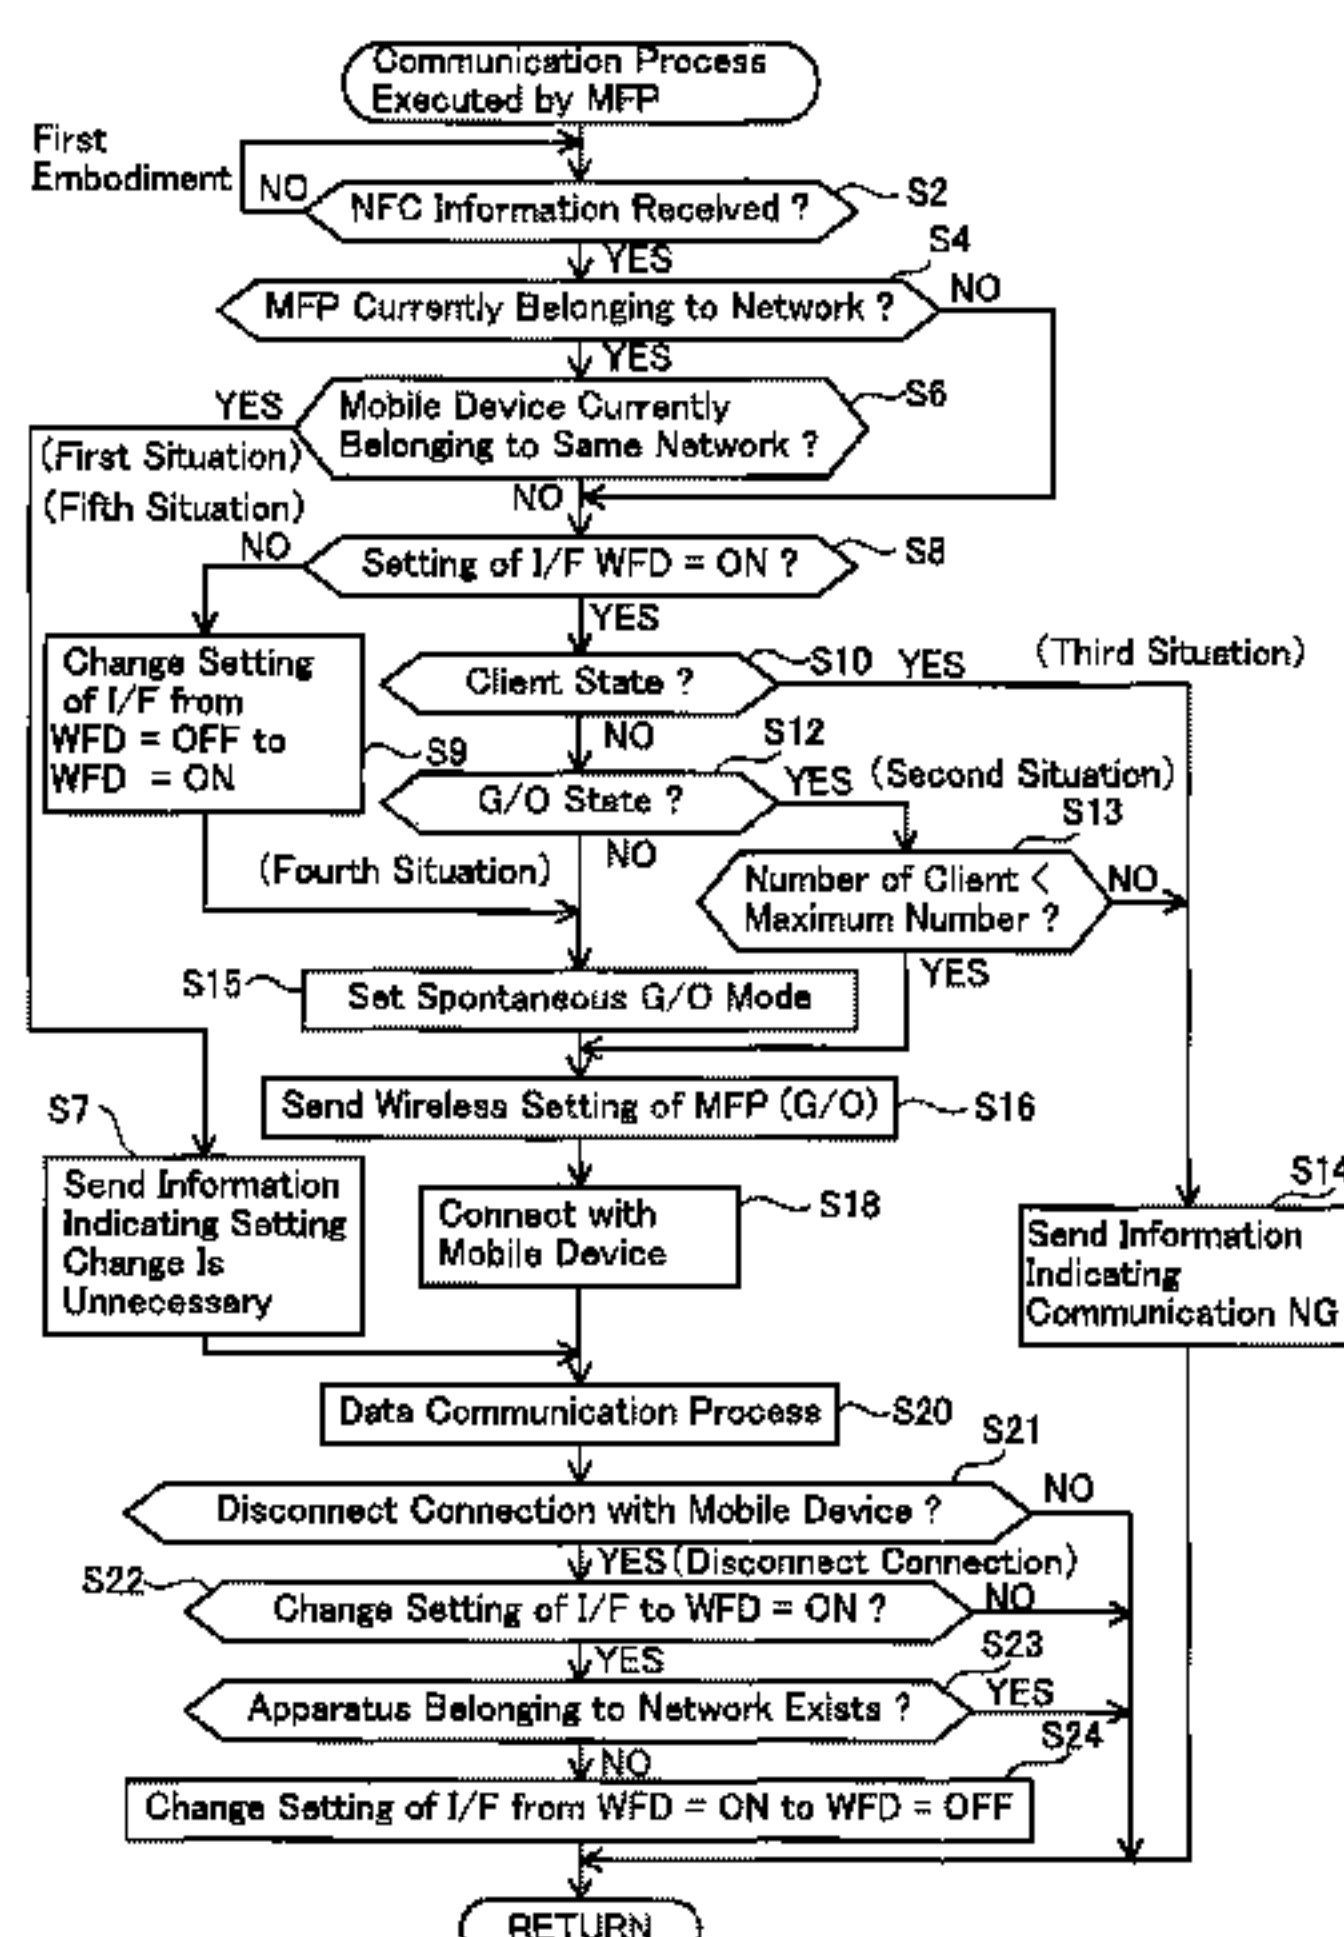 Communication Process
Executed by MFP
First
Embodiment
NO
NFC Information Received ?
S2
YES
S4
MFP Currently Belonging to Network ?
NO
YES
S6
YES
Mobile Device Currently
Belonging to Same Network ?
(First Situation)
(Fifth Situation)
NO
NO
Setting of I/F WFD = ON ?
S8
YES
Change Setting
of I/F from
WFD = OFF to
WFD = ON
S9
Client State ?
S10
YES
(Third Situation)
NO
S12
G/O State ?
YES
(Second Situation)
S13
NO
(Fourth Situation)
Number of Client <
Maximum Number ?
NO
YES
S15
Set Spontaneous G/O Mode
Send Wireless Setting of MFP (G/O)
S16
S7
Send Information
Indicating Setting
Change Is
Unnecessary
Connect with
Mobile Device
S18
S14
Send Information
Indicating
Communication NG
Data Communication Process
S20
S21
Disconnect Connection with Mobile Device ?
NO
YES (Disconnect Connection)
S22
Change Setting of I/F to WFD = ON ?
NO
YES
S23
Apparatus Belonging to Network Exists ?
YES
NO
S24
Change Setting of I/F from WFD = ON to WFD = OFF
RETURN